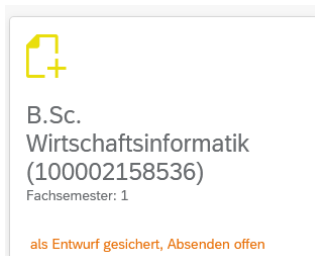 B.Sc.
Wirtschaftsinformatik
(100002158536)
Fachsemester: 1
als Entwurf gesichert, Absenden offen